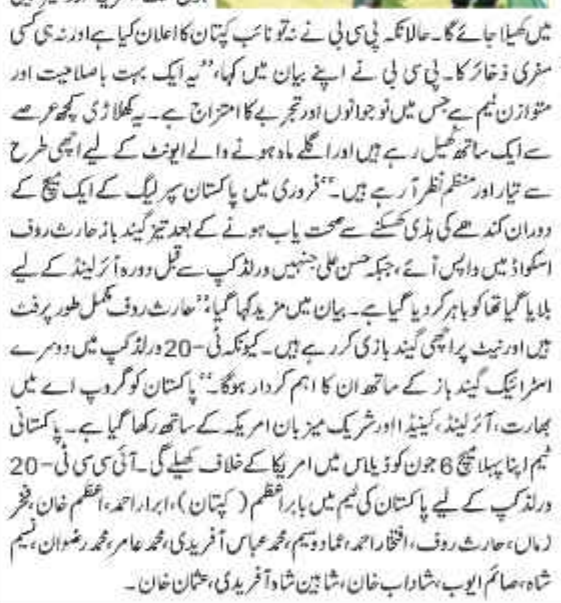 میں کھیلا جائے گا۔ حالانکہ پی سی بی نے نہ تو نائب کپتان کا اعلان کیا ہے اور نہ ہی کسی
سفری ذخائر کا۔ پی سی بی نے اپنے بیان میں کہا، ”یہ ایک بہت باصلاحیت اور
متوازن ٹیم ہے جس میں نوجوانوں اور تجربے کا امتزاج ہے۔ یہ کھلاڑی کچھ عرصے
سے ایک ساتھ کھیل رہے ہیں اور اگلے ماہ ہونے والے ایونٹ کے لیے اچھی طرح
سے تیار اور منظم نظر آ رہے ہیں۔“ فروری میں پاکستان سپر لیگ کے ایک میچ کے
دوران کندھے کی ہڈی کھسکنے سے صحت یاب ہونے کے بعد تیز گیند باز حارث روف
اسکواڈ میں واپس آئے، جبکہ حسن علی جنہیں ورلڈ کپ سے قبل دورہ آئرلینڈ کے لیے
بلایا گیا تھا کو باہر کر دیا گیا ہے۔ بیان میں مزید کہا گیا، ”حارث روف مکمل طور پر فٹ
ہیں اور نیٹ پر اچھی گیند بازی کر رہے ہیں۔ کیونکہ ٹی-20 ورلڈ کپ میں دوسرے
اسٹرائیک گیند باز کے ساتھ ان کا اہم کردار ہوگا۔“ پاکستان کو گروپ اے میں
بھارت، آئرلینڈ، کینیڈا اور شریک میزبان امریکہ کے ساتھ رکھا گیا ہے۔ پاکستانی
ٹیم اپنا پہلا میچ 6 جون کو ڈیلاس میں امریکا کے خلاف کھیلے گی۔ آئی سی سی ٹی-20
ورلڈ کپ کے لیے پاکستان کی ٹیم میں بابر اعظم (کپتان)، ابرار احمد، اعظم خان، فخر
زماں، حارث روف، افتخار احمد، عماد وسیم، محمد عباس آفریدی، محمد عامر، محمد رضوان، نسیم
شاہ، صائم ایوب، شاداب خان، شاہین شاہ آفریدی، عثمان خان۔